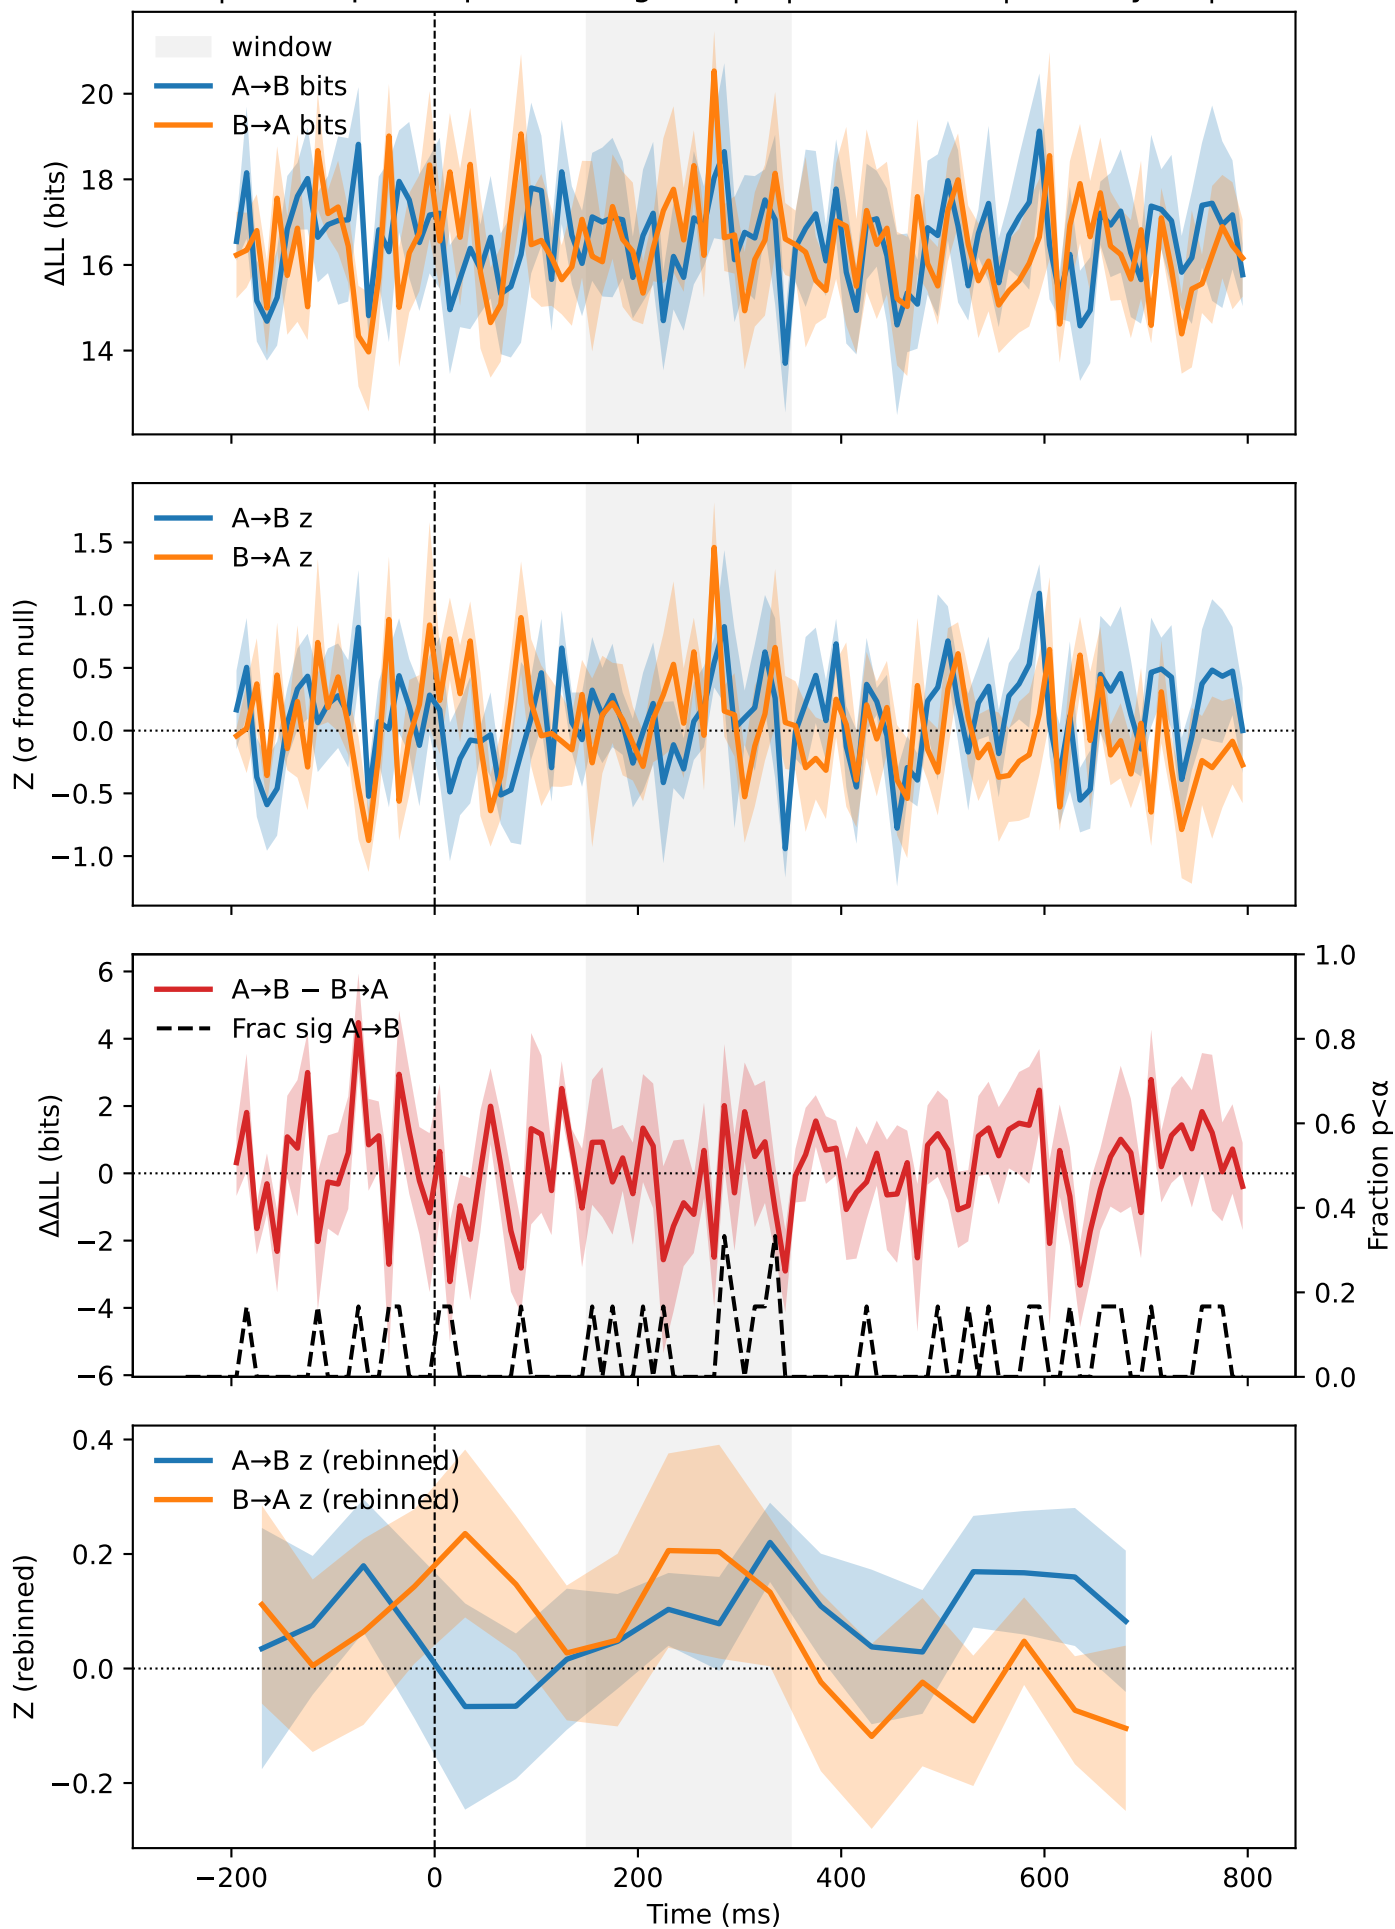 window
A→B bits
B→A bits
20
18
16
14
ΔLL (bits)
A→B z
B→A z
1.5
1.0
0.5
0.0
−0.5
−1.0
Z (σ from null)
A→B − B→A
Frac sig A→B
6
4
2
0
−2
−4
−6
ΔΔLL (bits)
1.0
0.8
0.6
0.4
0.2
0.0
Fraction p<α
A→B z (rebinned)
B→A z (rebinned)
0.4
0.2
0.0
−0.2
Z (rebinned)
−200
0
200
400
600
800
Time (ms)